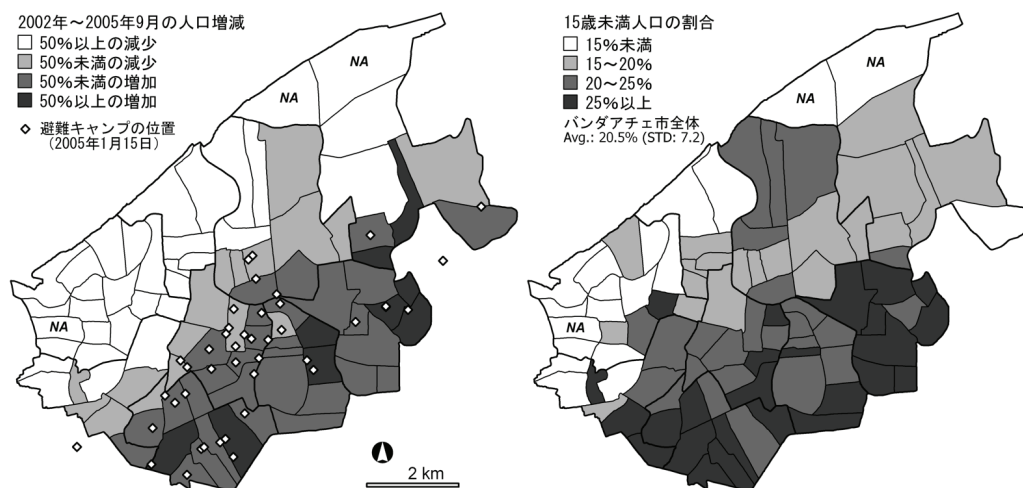 2002年～2005年9月の人口増減
50％以上の減少
50％未満の減少
50％未満の増加
50％以上の増加
避難キャンプの位置
（2005年1月15日）
NA
NA
NA
2 km
15歳未満人口の割合
15％未満
15～20％
20～25％
25％以上
バンダアチェ市全体
Avg.: 20.5% (STD: 7.2)
NA
NA
NA